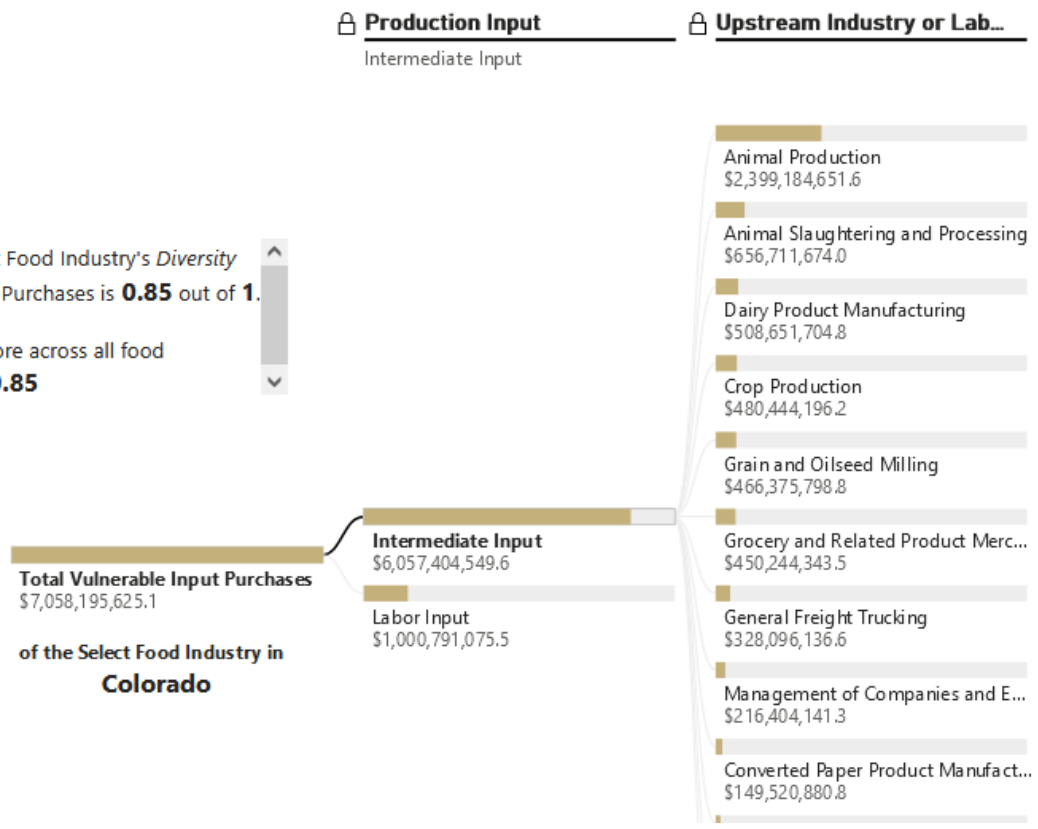 Production Input
Intermediate Input
Upstream Industry or Lab...
Food Industry's Diversity
Purchases is 0.85 out of 1.
ore across all food
.85
Total Vulnerable Input Purchases
$7,058,195,625.1
of the Select Food Industry in
Colorado
Intermediate Input
$6,057,404,549.6
Labor Input
$1,000,791,075.5
Animal Production
$2,399,184,651.6
Animal Slaughtering and Processing
$656,711,674.0
Dairy Product Manufacturing
$508,651,704.8
Crop Production
$480,444,196.2
Grain and Oilseed Milling
$466,375,798.8
Grocery and Related Product Merc...
$450,244,343.5
General Freight Trucking
$328,096,136.6
Management of Companies and E...
$216,404,141.3
Converted Paper Product Manufact...
$149,520,880.8